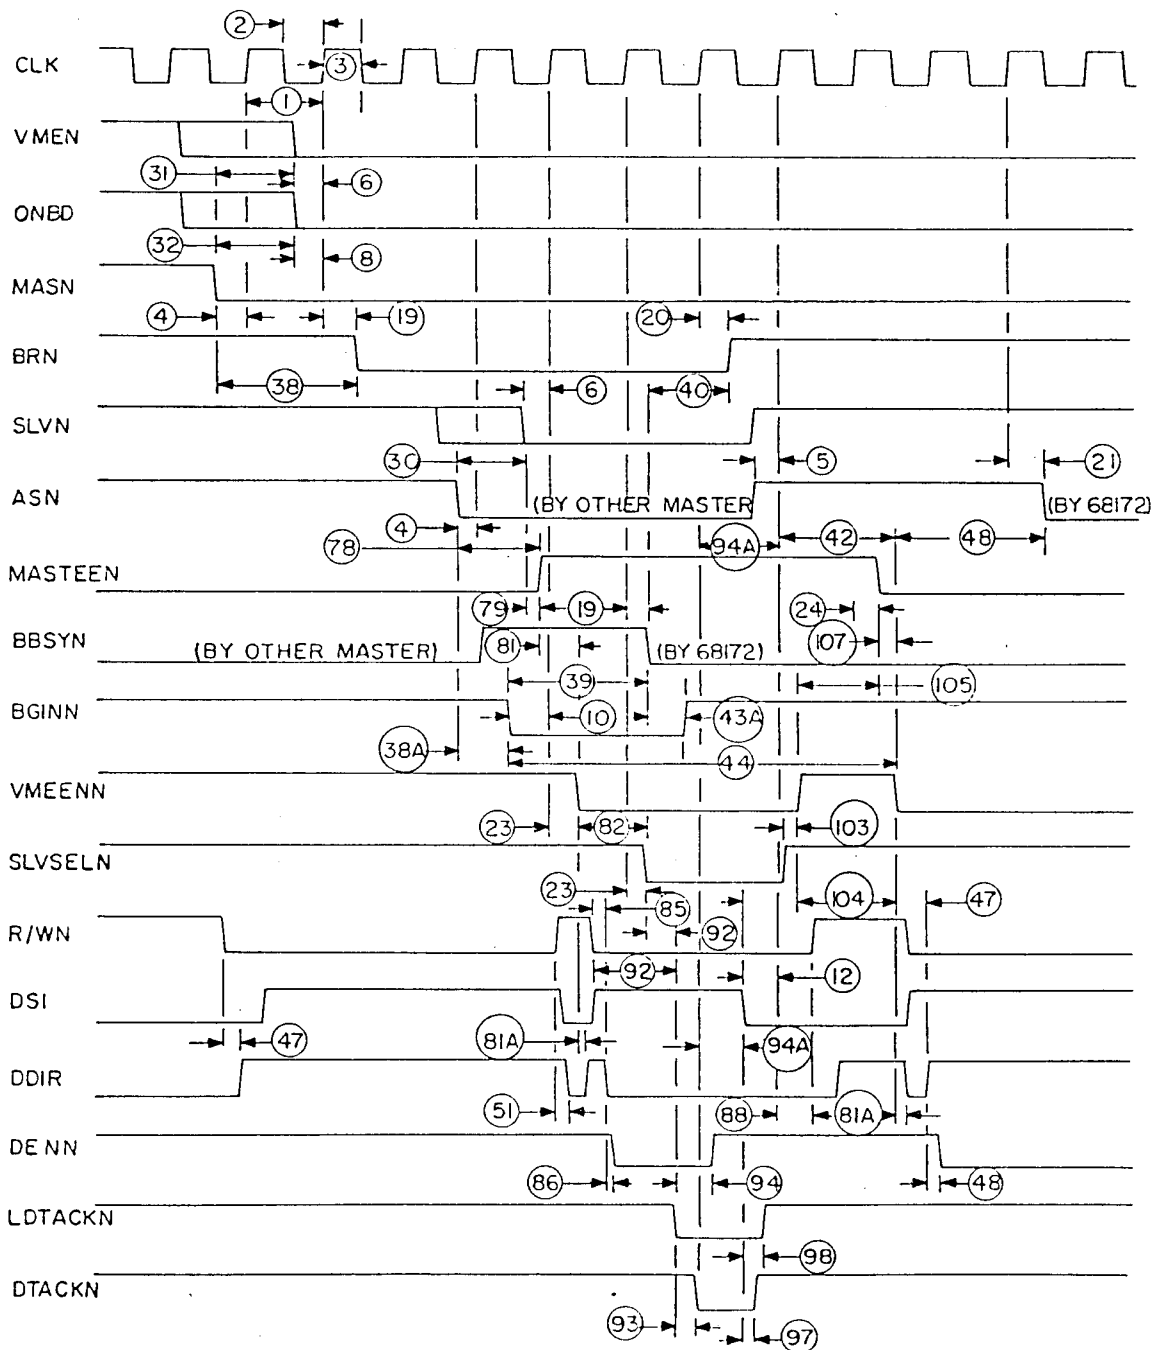 2
CLK
3
1
VMEN
31
6
ONBD
32
8
MASN
4
19
20
BRN
38
6
40
SLVN
30
5
21
ASN
(BY OTHER MASTER
(BY 68172)
4
78
94A
42
48
MASTEEN
79
19
24
BBSYN
(BY OTHER MASTER)
81
(BY 68172)
107
39
105
BGINN
10
43A
38A
44
VMEENN
23
82
103
SLVSELN
23
85
104
47
R/WN
92
92
12
DSI
47
81A
94A
DDIR
51
88
81A
DENN
86
94
48
LDTACKN
98
DTACKN
93
97